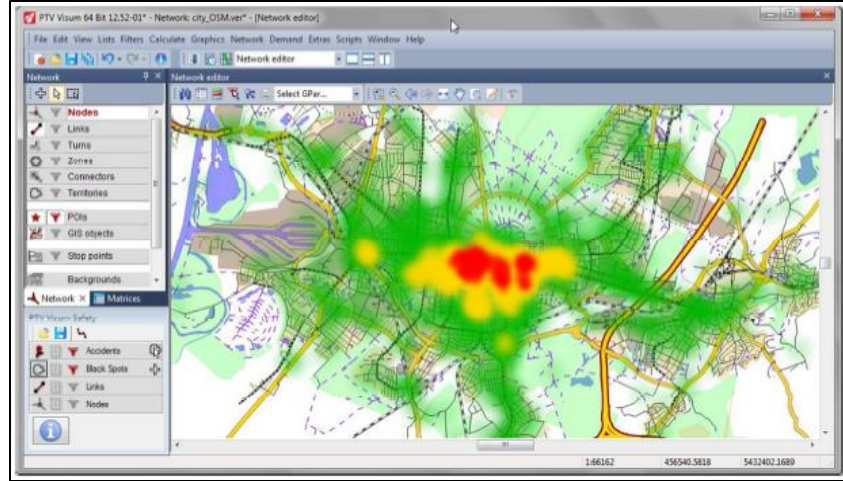 PTV Visum 64 Bit 12.52-01* - Network: city_OSM.ver* - [Network editor]
File Edit View Lists Filters Calculate Graphics Network Demand Extras Scripts Window Help
Network editor
Network
Network editor
Select GPar...
Nodes
Links
Turns
Zones
Connectors
Territories
POIs
GIS objects
Stop points
Backgrounds
Network Matrices
PTV Visum Safety
Accidents
Black Spots
Links
Nodes
1:66162 456540.5818 5432402.1689